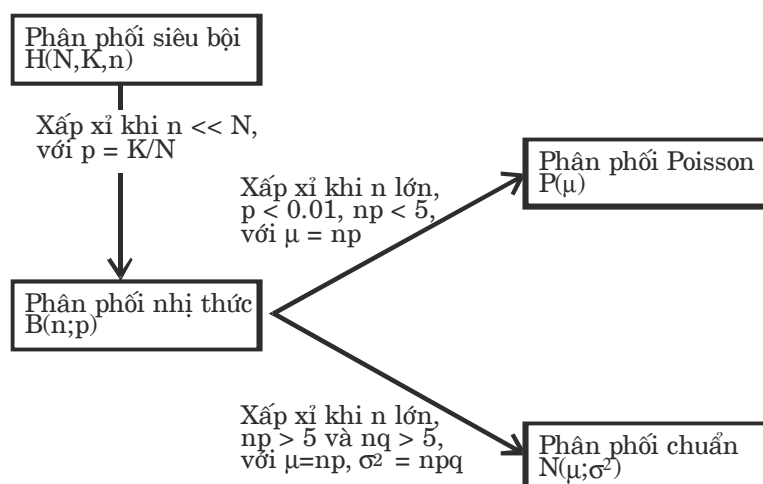 Phân phối siêu bội
H(N,K,n)
Xấp xỉ khi n << N,
với p = K/N
Phân phối Poisson
P(μ)
Xấp xỉ khi n lớn,
p < 0.01, np < 5,
với μ = np
Phân phối nhị thức
B(n;p)
Xấp xỉ khi n lớn,
np > 5 và nq > 5,
với μ=np, σ² = npq
Phân phối chuẩn
N(μ;σ²)